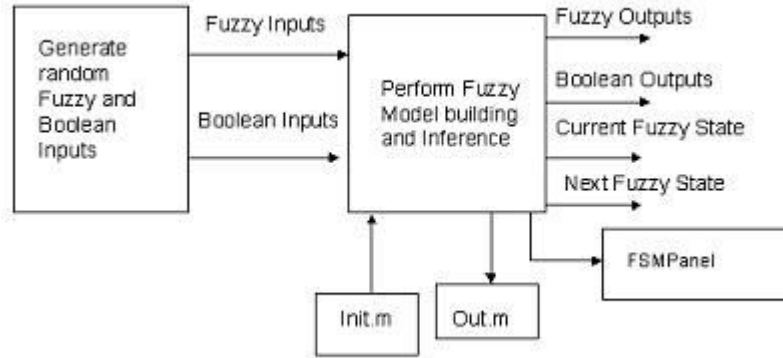 Generate
random
Fuzzy and
Boolean
Inputs
Fuzzy Inputs
Boolean Inputs
Perform Fuzzy
Model building
and Inference
Fuzzy Outputs
Boolean Outputs
Current Fuzzy State
Next Fuzzy State
FSMPanel
Init.m
Out.m